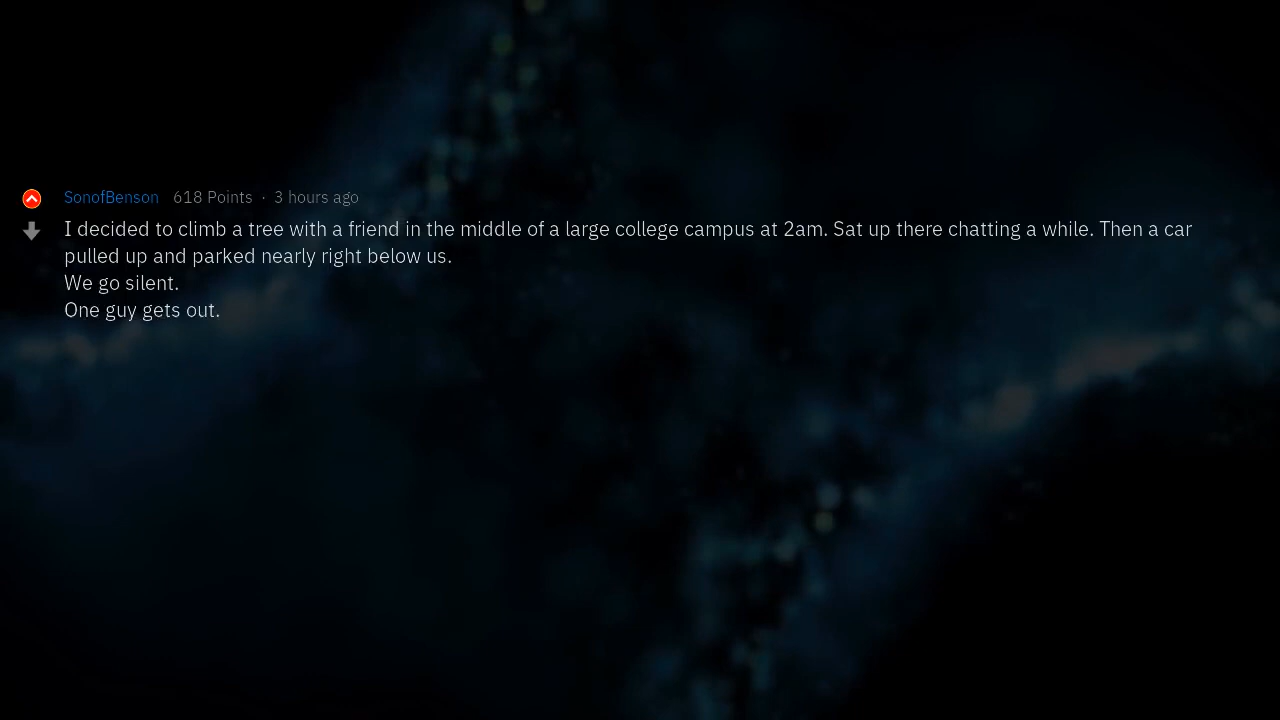 SonofBenson 618 Points · 3 hours ago
I decided to climb a tree with a friend in the middle of a large college campus at 2am. Sat up there chatting a while. Then a car
pulled up and parked nearly right below us.
We go silent.
One guy gets out.